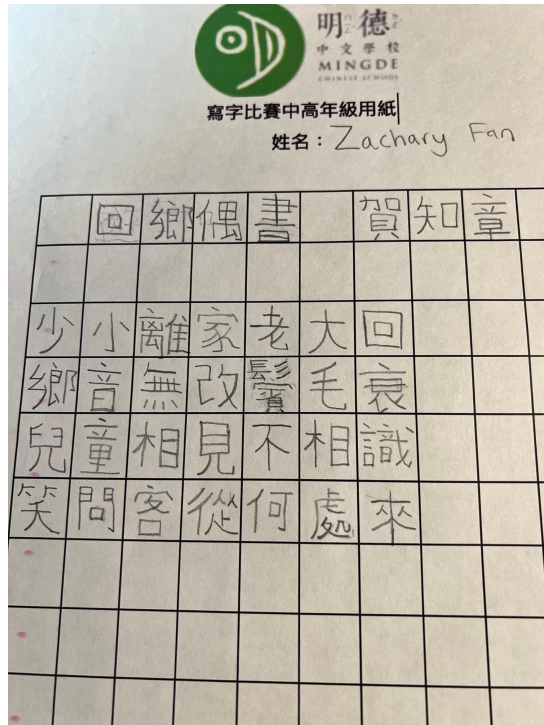 明德
中文學校
MINGDE
CHINESE SCHOOL
寫字比賽中高年級用紙
姓名：Zachary Fan
回鄉偶書 賀知章
少小離家老大回
鄉音無改鬢毛衰
兒童相見不相識
笑問客從何處來